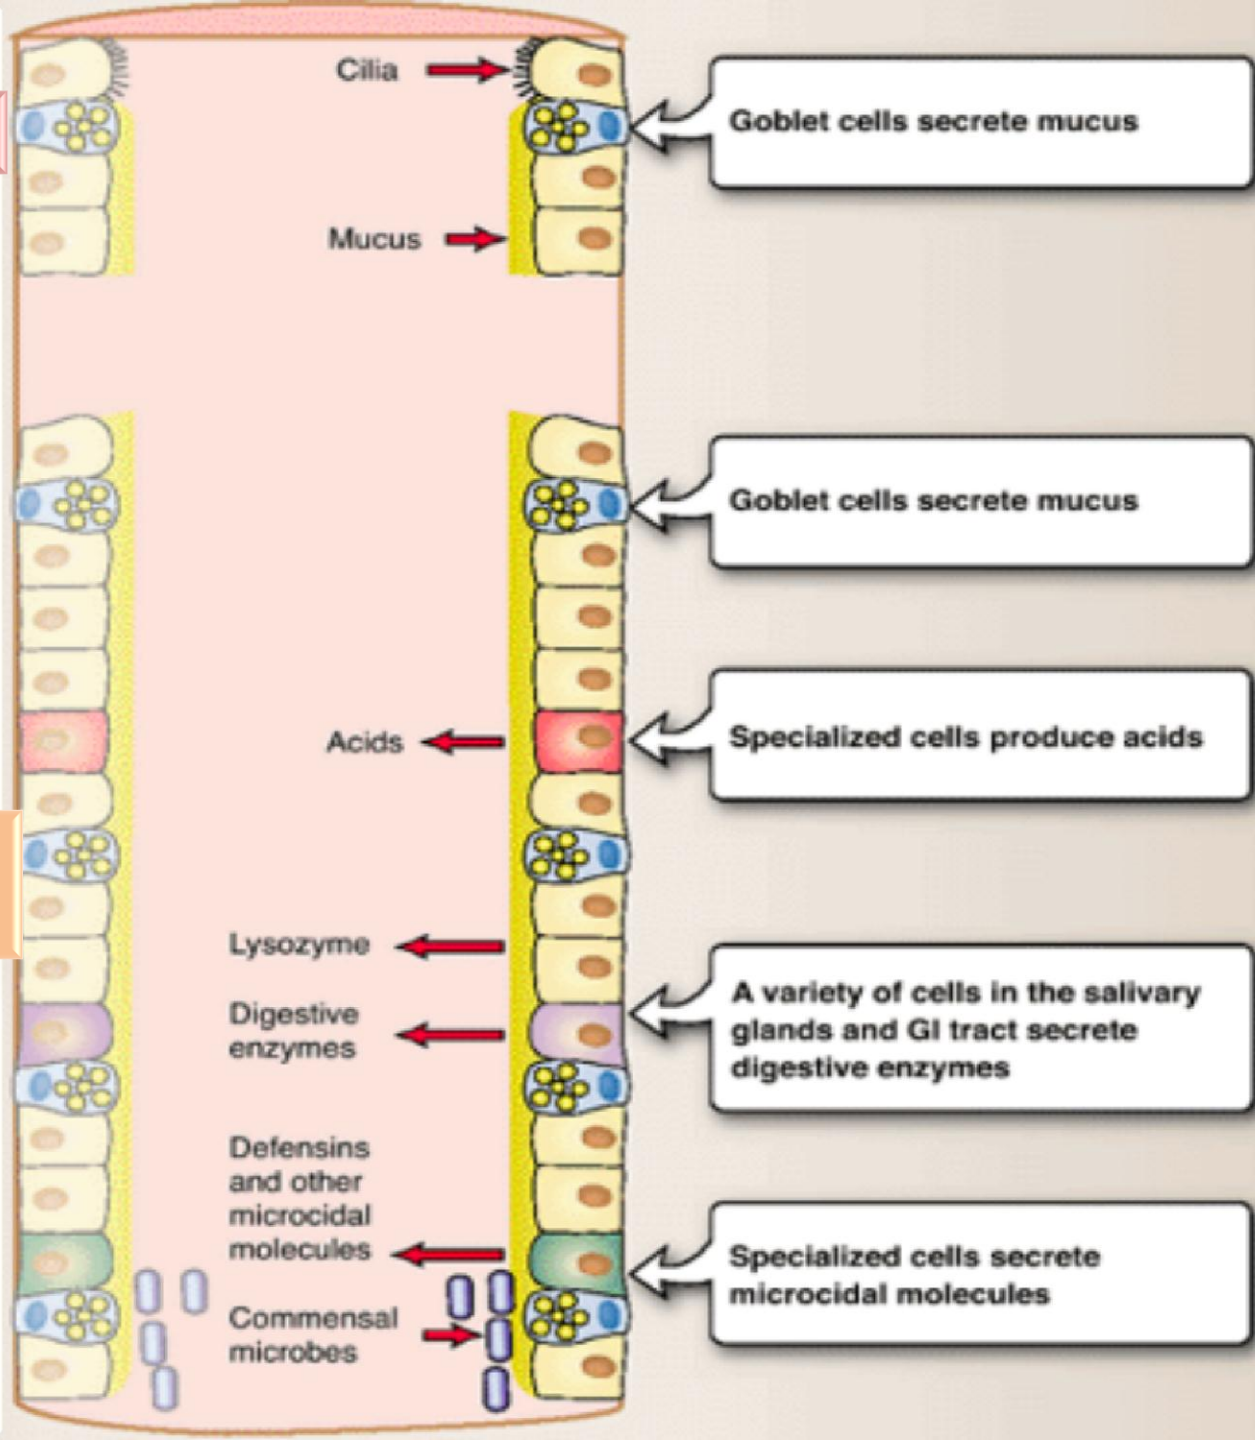 Cilia
Goblet cells secrete mucus
Mucus
Goblet cells secrete mucus
Acids
Specialized cells produce acids
Lysozyme
Digestive
enzymes
A variety of cells in the salivary
glands and GI tract secrete
digestive enzymes
Defensins
and other
microcidal
molecules
Specialized cells secrete
microcidal molecules
Commensal
microbes